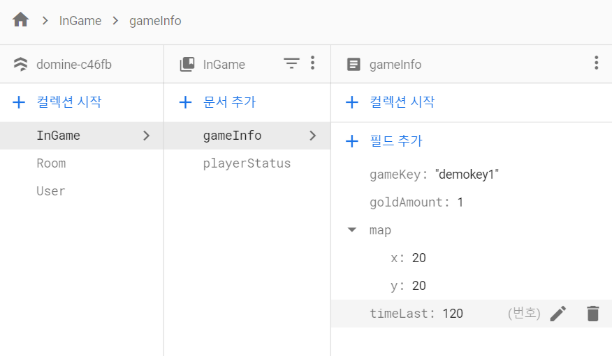 InGame > gameInfo
domine-c46fb
InGame
gameInfo
컬렉션 시작
문서 추가
컬렉션 시작
InGame
Room
User
gameInfo
playerStatus
필드 추가
gameKey: "demokey1"
goldAmount: 1
map
x: 20
y: 20
timeLast: 120 (번호)